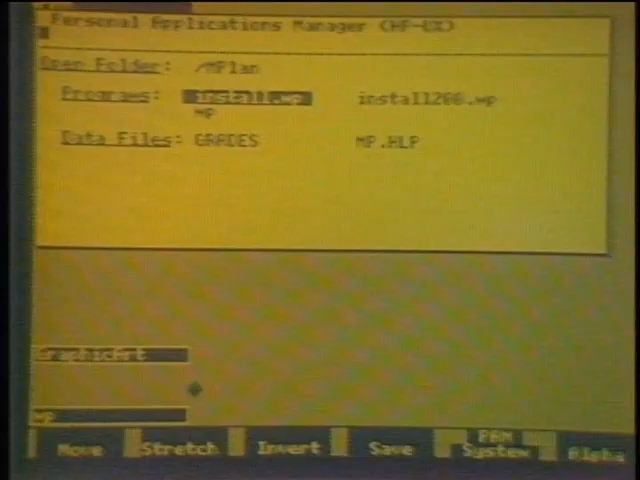 Personal Applications Manager (HP-UX)
Open Folder: /MPlan
Programs: install.mp install286.mp
mp
Data Files: GRADES MP.HLP
GraphicArt
mp
Move Stretch Invert Save PAM System Alpha